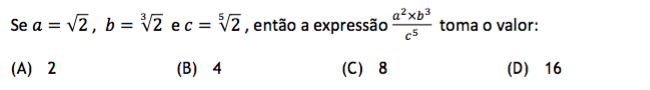 Se a = √2 , b = ∛2 e c = ⁵√2 , então a expressão (a² × b³)/c⁵ toma o valor:
(A) 2 (B) 4 (C) 8 (D) 16